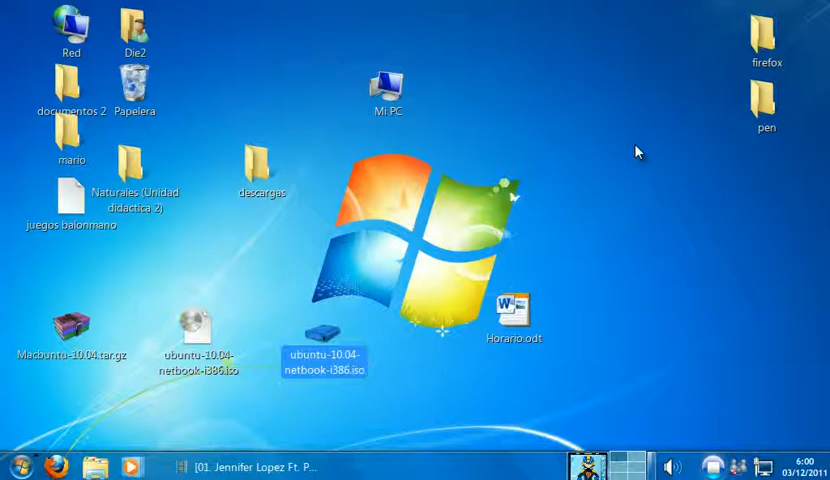 Red
Die2
Mi PC
firefox
documentos 2
Papelera
pen
mario
Naturales (Unidad
didactica 2)
descargas
juegos balonmano
Horario.odt
Macbuntu-10.04.tar.gz
ubuntu-10.04-
netbook-i386.iso
ubuntu-10.04-
netbook-i386.iso
[01. Jennifer Lopez Ft. P...
6:00
03/12/2011